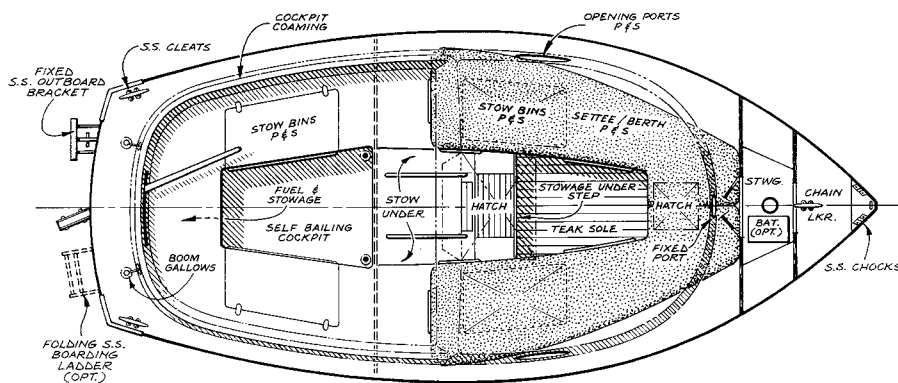 COCKPIT
COAMING
OPENING PORTS
P & S
S.S. CLEATS
FIXED
S.S. OUTBOARD
BRACKET
STOW BINS
P & S
STOW BINS
P & S
SETTEE/BERTH
P & S
FUEL &
STOWAGE
SELF BAILING
COCKPIT
STOW
UNDER
HATCH
STOWAGE UNDER
STEP
TEAK SOLE
HATCH
STWG.
BAT.
(OPT.)
CHAIN
LKR.
FIXED
PORT
S.S. CHOCKS
BOOM
GALLOWS
FOLDING S.S.
BOARDING
LADDER
(OPT.)